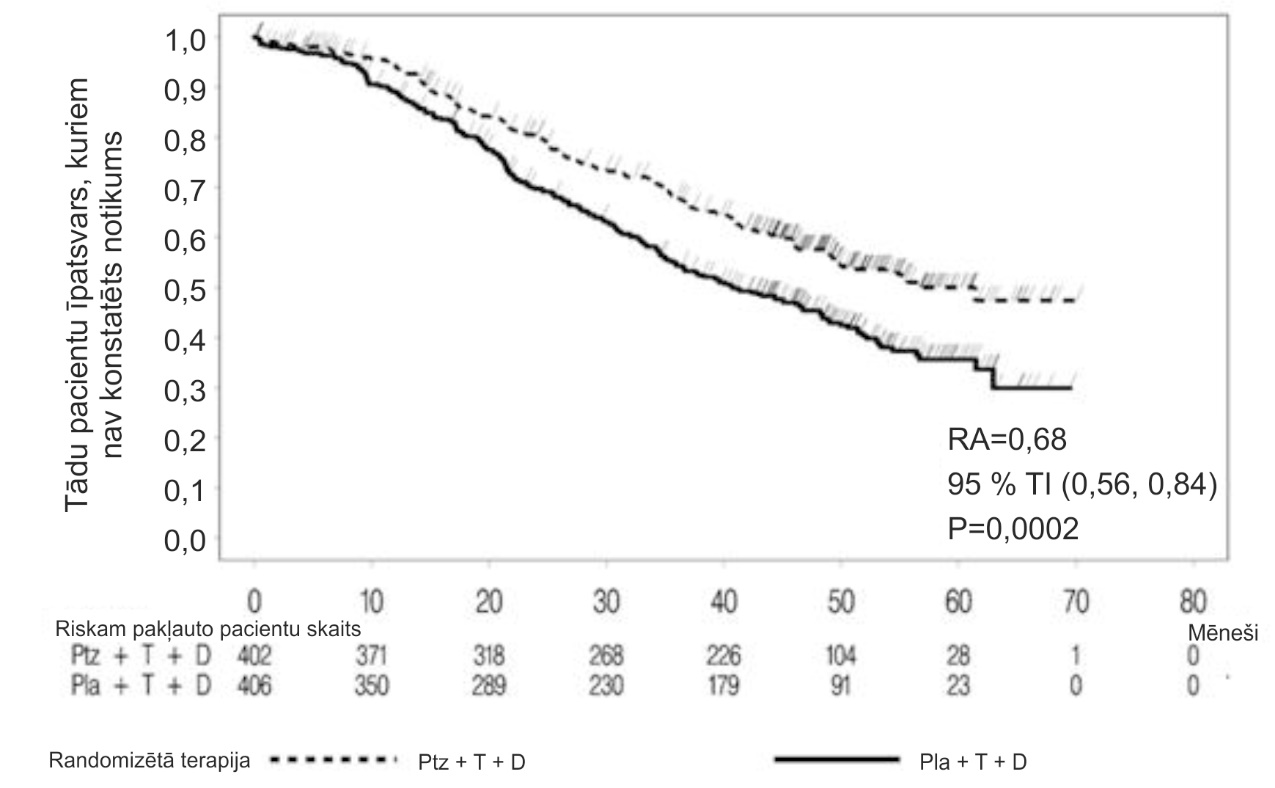 Tādu pacientu īpatsvars, kuriem
nav konstatēts notikums
1,0
0,9
0,8
0,7
0,6
0,5
0,4
0,3
0,2
0,1
0,0
RA=0,68
95 % TI (0,56, 0,84)
P=0,0002
0 10 20 30 40 50 60 70 80
Riskam pakļauto pacientu skaits
Mēneši
Ptz + T + D 402 371 318 268 226 104 28 1 0
Pla + T + D 406 350 289 230 179 91 23 0 0
Randomizētā terapija Ptz + T + D Pla + T + D